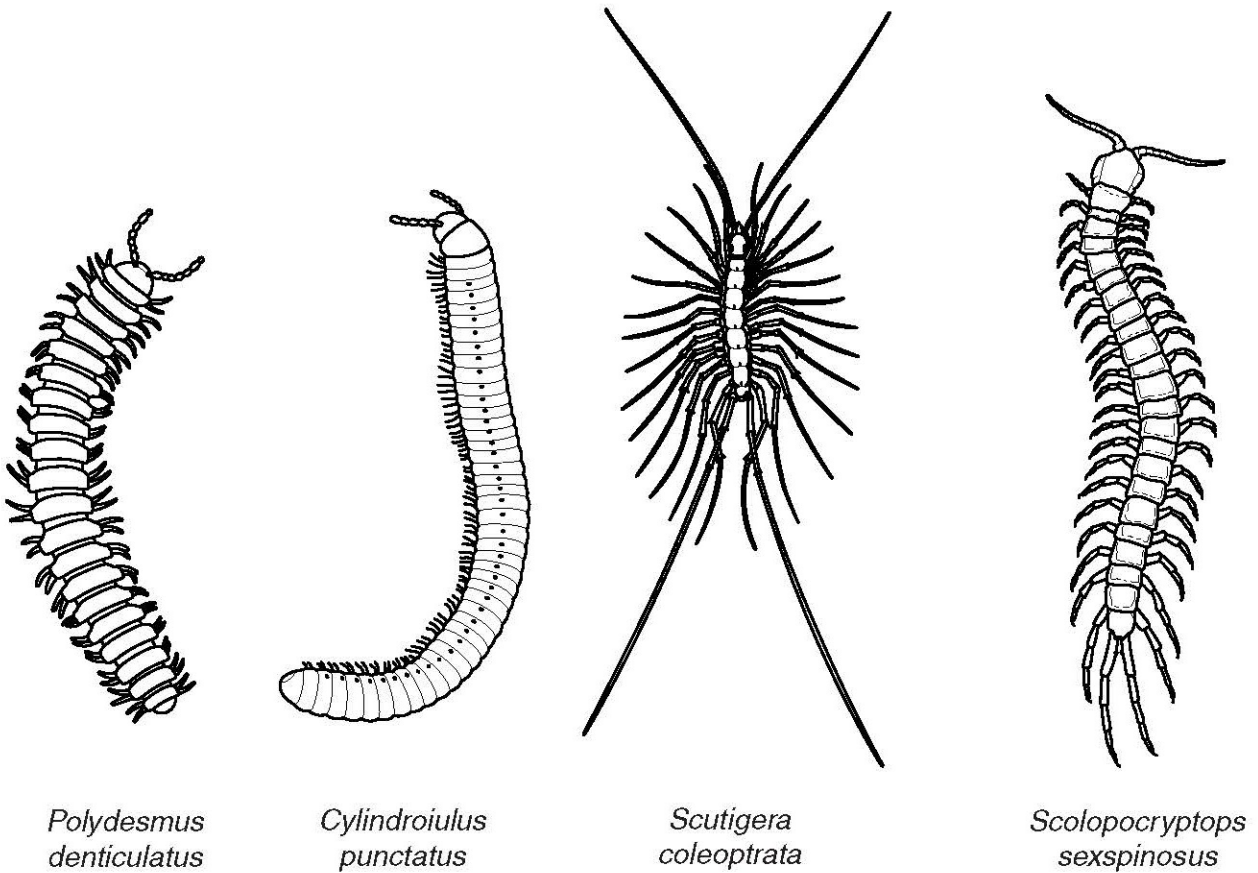 Polydesmus
denticulatus
Cylindroiulus
punctatus
Scutigera
coleoptrata
Scolopocryptops
sexspinosus